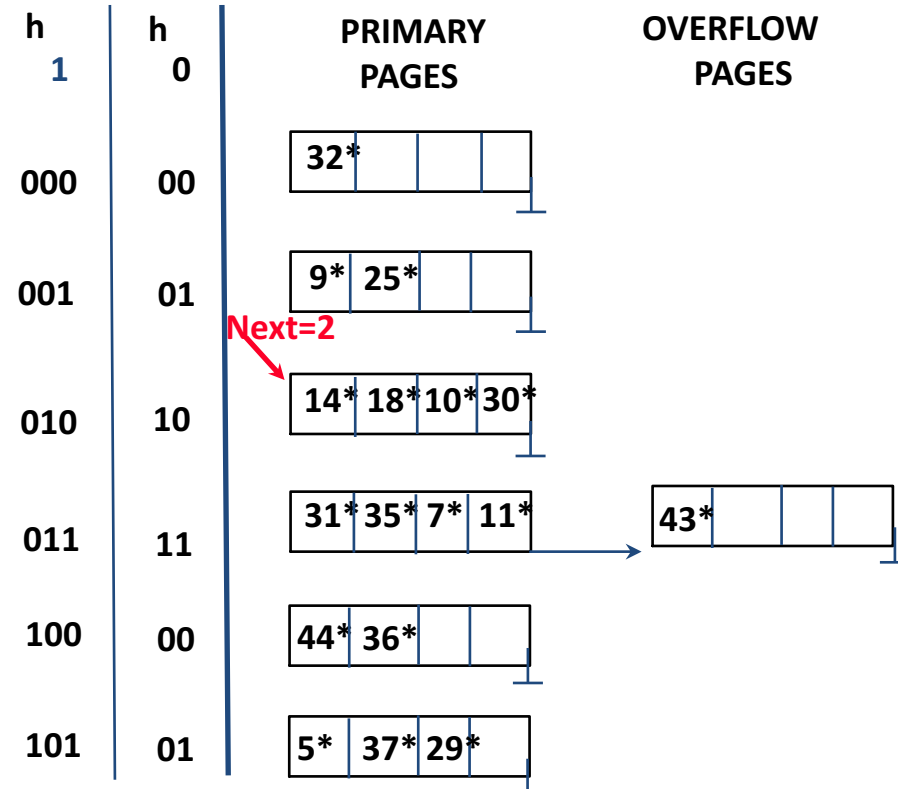 h h PRIMARY OVERFLOW
1 0 PAGES PAGES
32*
000 00
9* 25*
001 01
Next=2
14* 18* 10* 30*
010 10
31* 35* 7* 11* 43*
011 11
100 00 44* 36*
101 01 5* 37* 29*